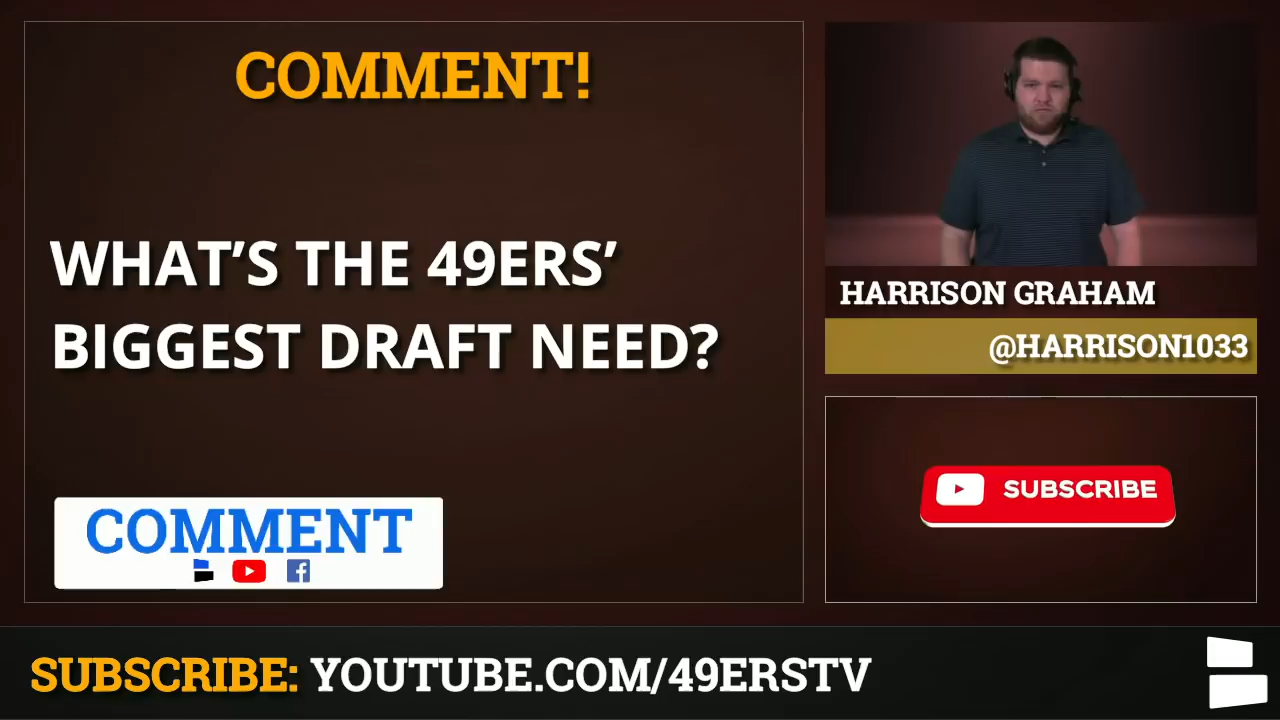 COMMENT!
WHAT’S THE 49ERS’
BIGGEST DRAFT NEED?
COMMENT
HARRISON GRAHAM
@HARRISON1033
SUBSCRIBE
SUBSCRIBE: YOUTUBE.COM/49ERSTV